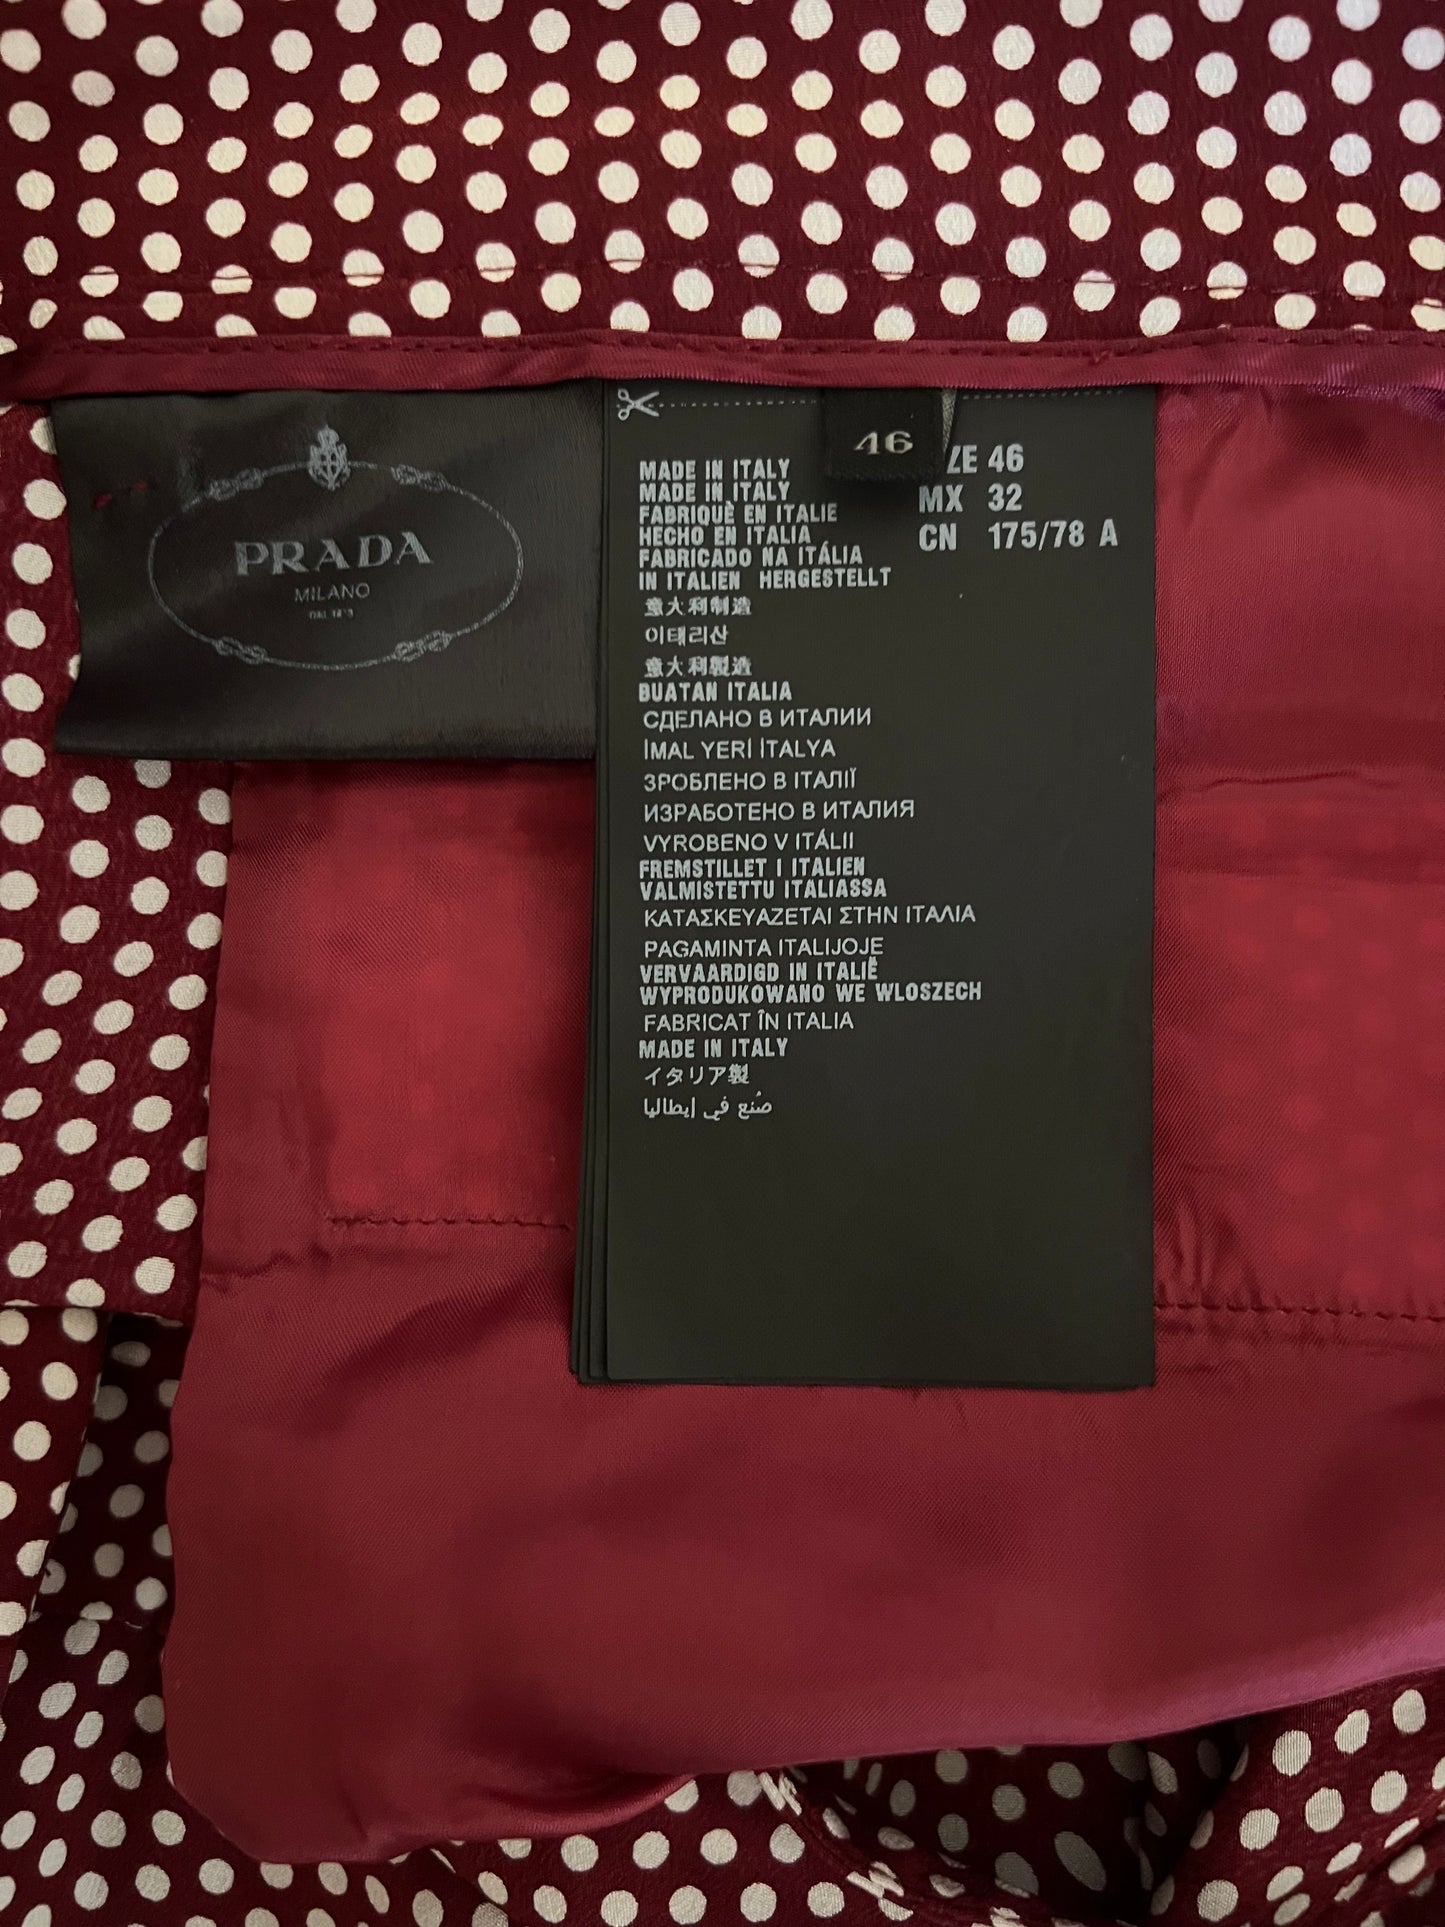 PRADA
MILANO
46
ZE 46
MX 32
CN 175/78 A
MADE IN ITALY
MADE IN ITALY
FABRIQUÈ EN ITALIE
HECHO EN ITALIA
FABRICADO NA ITÁLIA
IN ITALIEN HERGESTELLT
意大利制造
이태리산
意大利製造
BUATAN ITALIA
СДЕЛАНО В ИТАЛИИ
İMAL YERİ İTALYA
ЗРОБЛЕНО В ІТАЛІЇ
ИЗРАБОТЕНО В ИТАЛИЯ
VYROBENO V ITÁLII
FREMSTILLET I ITALIEN
VALMISTETTU ITALIASSA
ΚΑΤΑΣΚΕΥΑΖΕΤΑΙ ΣΤΗΝ ΙΤΑΛΙΑ
PAGAMINTA ITALIJOJE
VERVAARDIGD IN ITALIË
WYPRODUKOWANO WE WLOSZECH
FABRICAT ÎN ITALIA
MADE IN ITALY
イタリア製
صُنع في إيطاليا